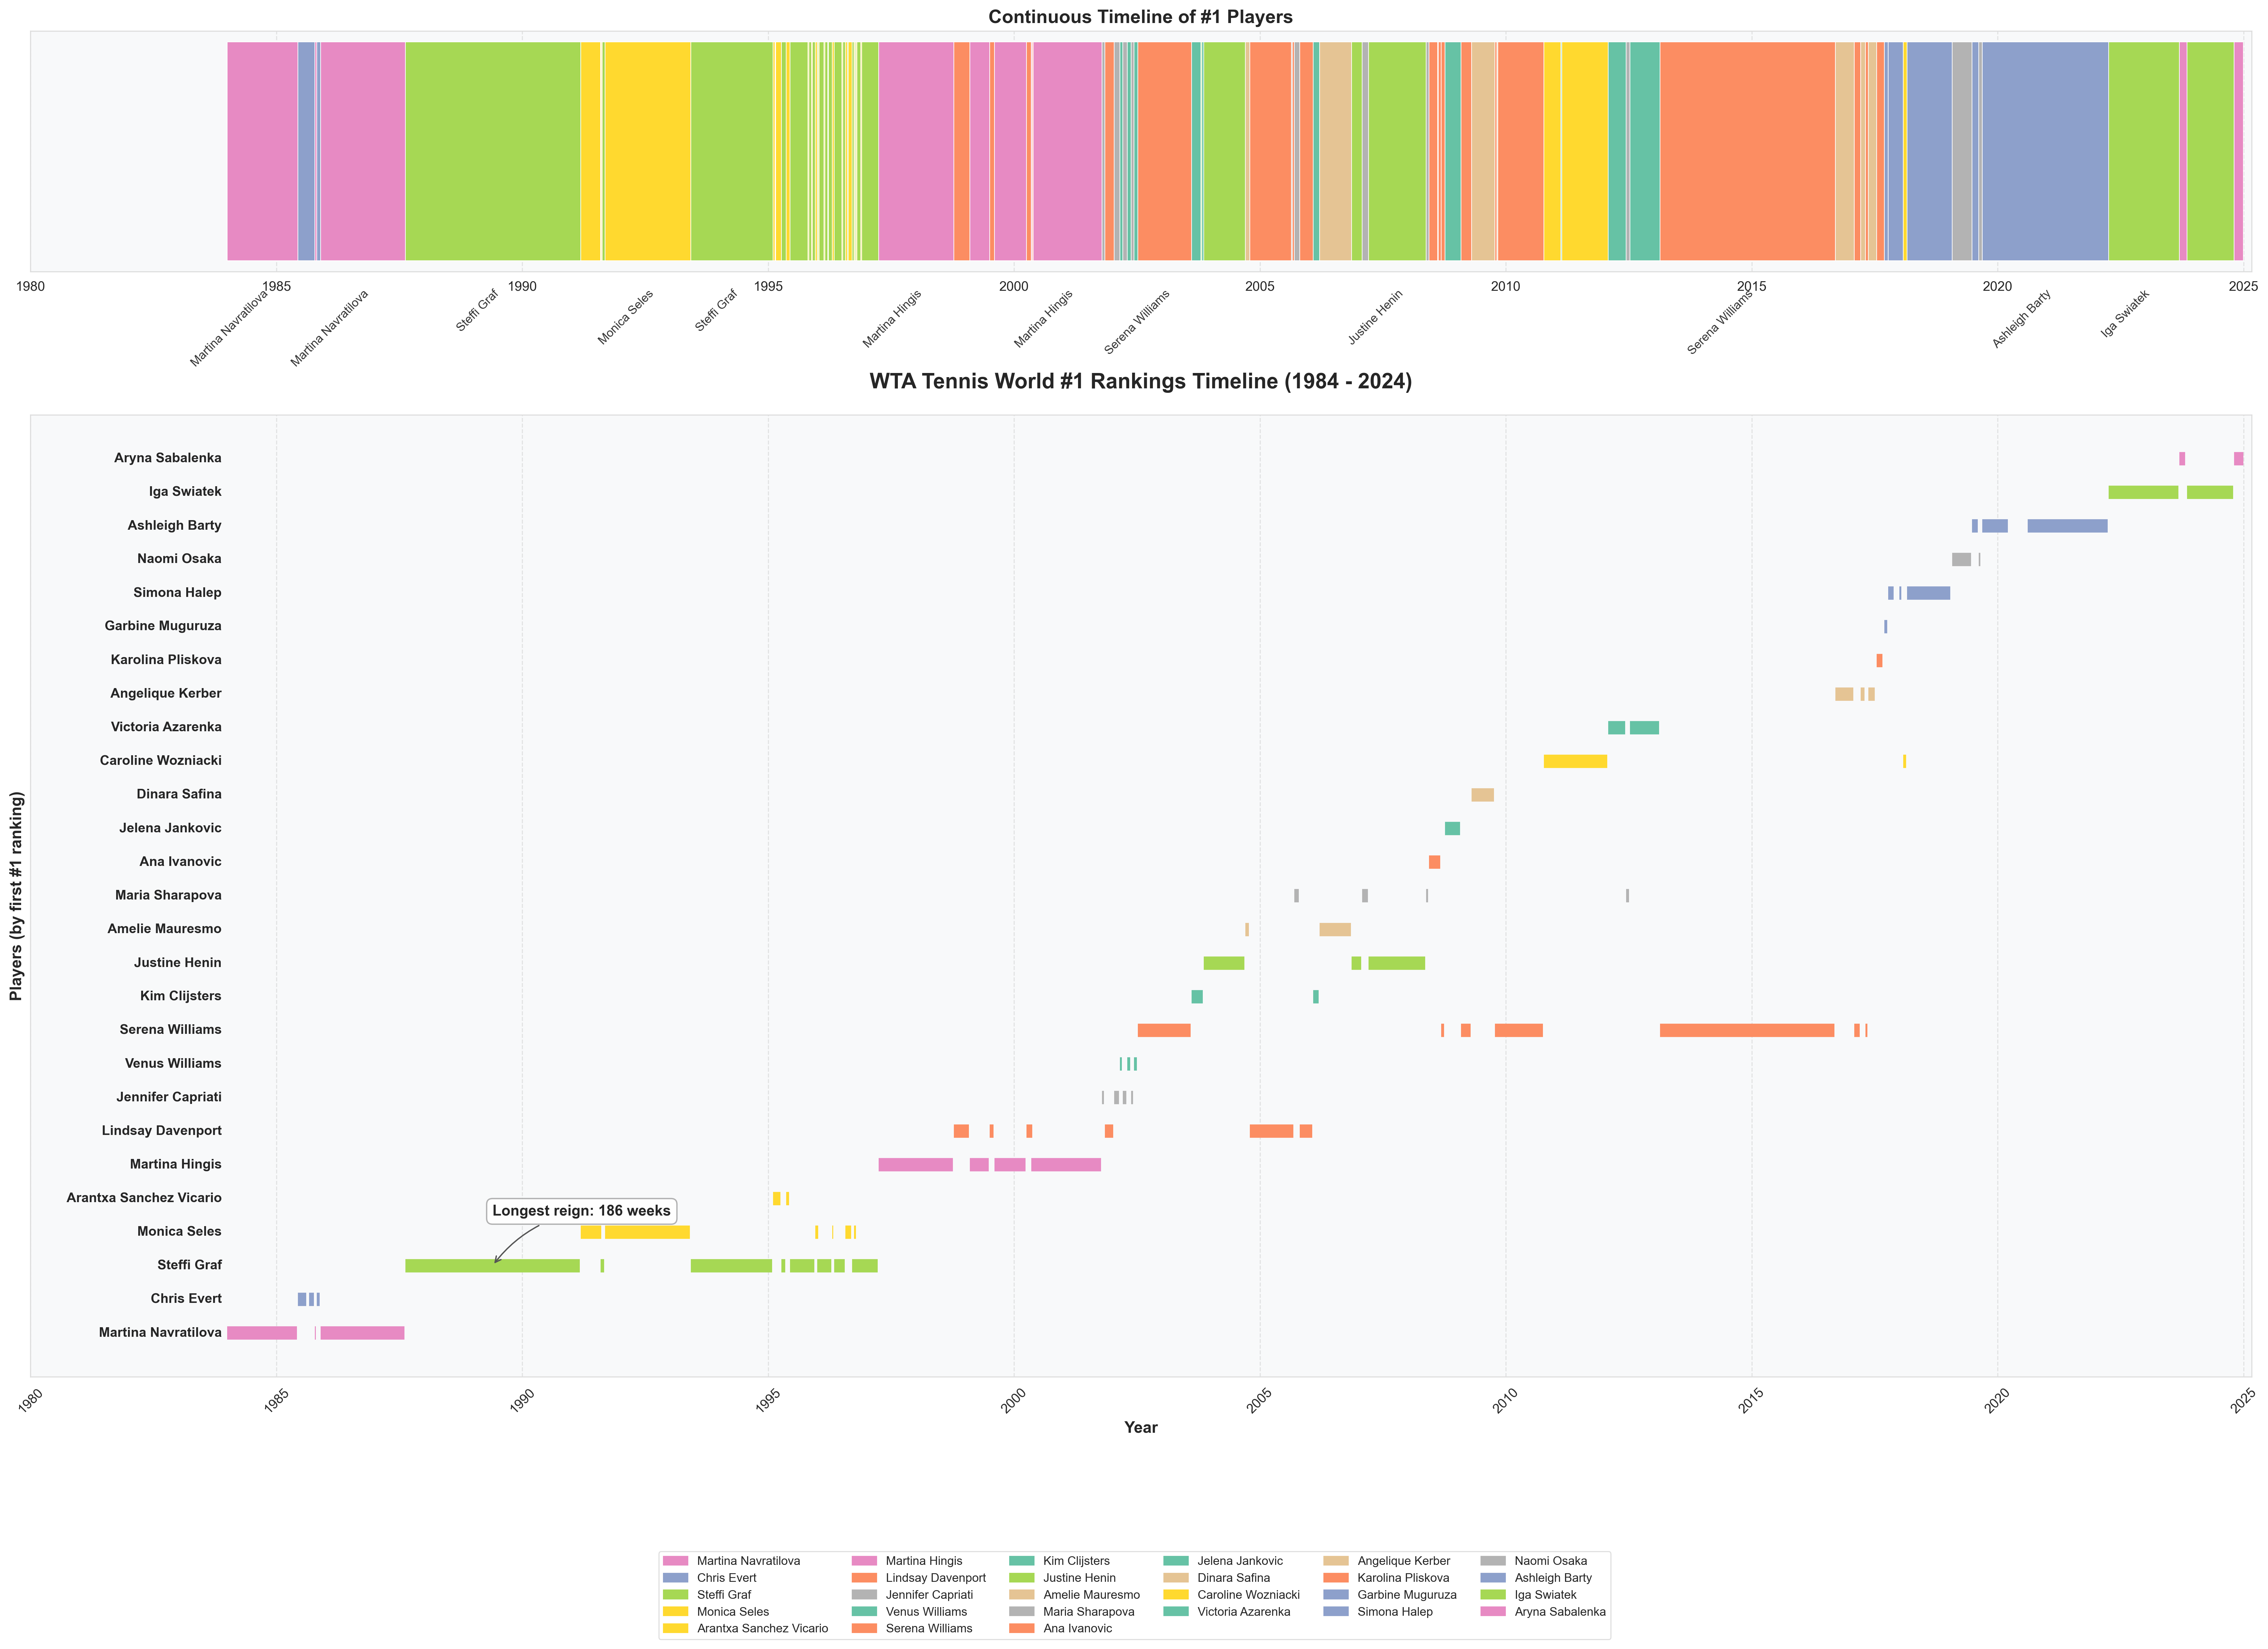 Continuous Timeline of #1 Players
1980 1985 1990 1995 2000 2005 2010 2015 2020 2025
Martina Navratilova
Martina Navratilova
Steffi Graf
Monica Seles
Steffi Graf
Martina Hingis
Martina Hingis
Serena Williams
Justine Henin
Serena Williams
Ashleigh Barty
Iga Swiatek
WTA Tennis World #1 Rankings Timeline (1984 - 2024)
Players (by first #1 ranking)
Aryna Sabalenka
Iga Swiatek
Ashleigh Barty
Naomi Osaka
Simona Halep
Garbine Muguruza
Karolina Pliskova
Angelique Kerber
Victoria Azarenka
Caroline Wozniacki
Dinara Safina
Jelena Jankovic
Ana Ivanovic
Maria Sharapova
Amelie Mauresmo
Justine Henin
Kim Clijsters
Serena Williams
Venus Williams
Jennifer Capriati
Lindsay Davenport
Martina Hingis
Arantxa Sanchez Vicario
Longest reign: 186 weeks
Monica Seles
Steffi Graf
Chris Evert
Martina Navratilova
1980 1985 1990 1995 2000 2005 2010 2015 2020 2025
Year
Martina Navratilova
Chris Evert
Steffi Graf
Monica Seles
Arantxa Sanchez Vicario
Martina Hingis
Lindsay Davenport
Jennifer Capriati
Venus Williams
Serena Williams
Kim Clijsters
Justine Henin
Amelie Mauresmo
Maria Sharapova
Ana Ivanovic
Jelena Jankovic
Dinara Safina
Caroline Wozniacki
Victoria Azarenka
Angelique Kerber
Karolina Pliskova
Garbine Muguruza
Simona Halep
Naomi Osaka
Ashleigh Barty
Iga Swiatek
Aryna Sabalenka